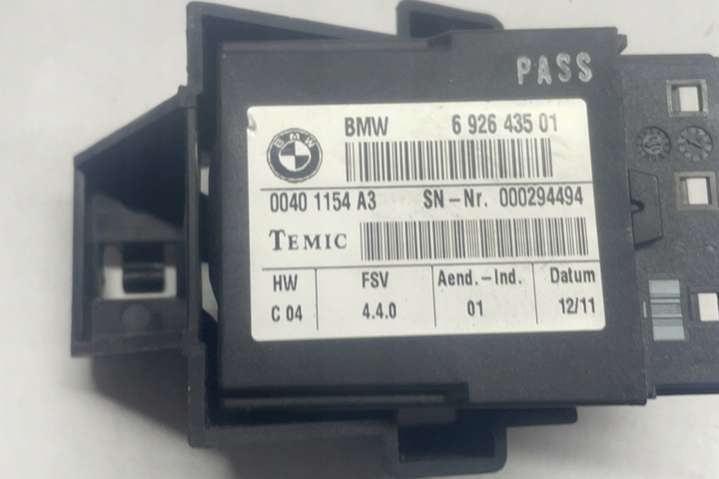 PASS
BMW
BMW 6 926 435 01
0040 1154 A3 SN-Nr. 000294494
TEMIC
HW FSV Aend.-Ind. Datum
C 04 4.4.0 01 12/11